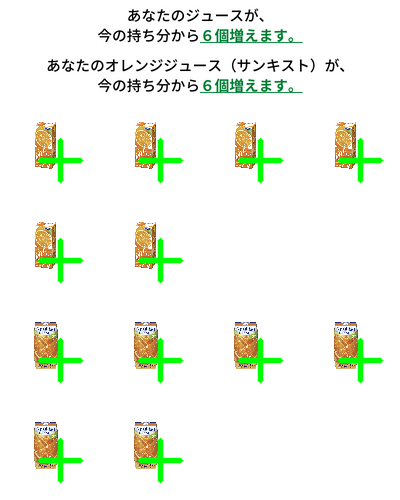 あなたのジュースが、
今の持ち分から６個増えます。
あなたのオレンジジュース（サンキスト）が、
今の持ち分から６個増えます。